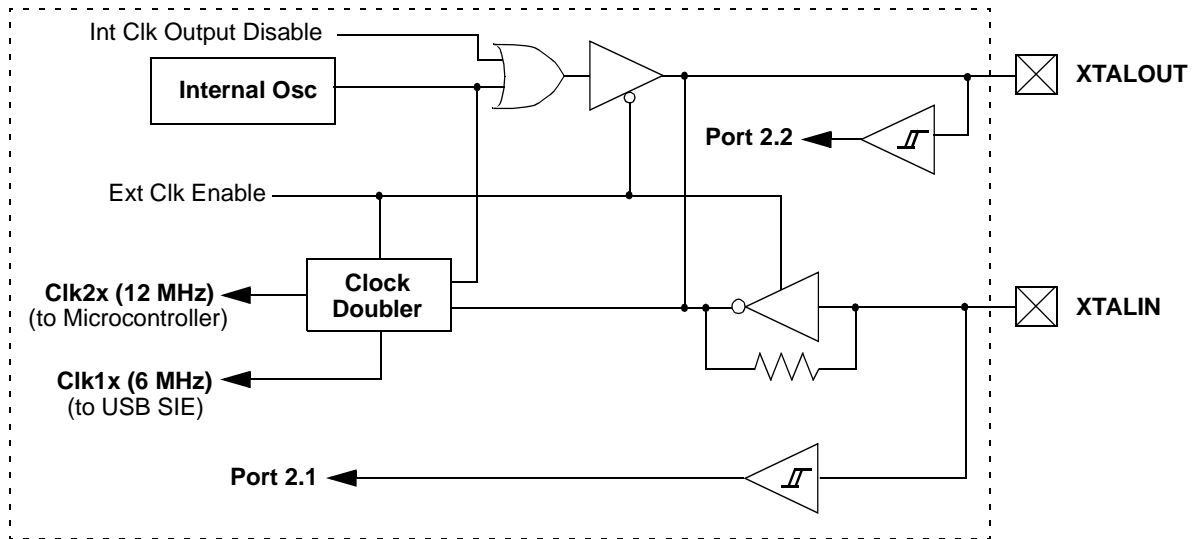 Int Clk Output Disable
Internal Osc
XTALOUT
Port 2.2
Ext Clk Enable
Clk2x (12 MHz)
(to Microcontroller)
Clock
Doubler
XTALIN
Clk1x (6 MHz)
(to USB SIE)
Port 2.1